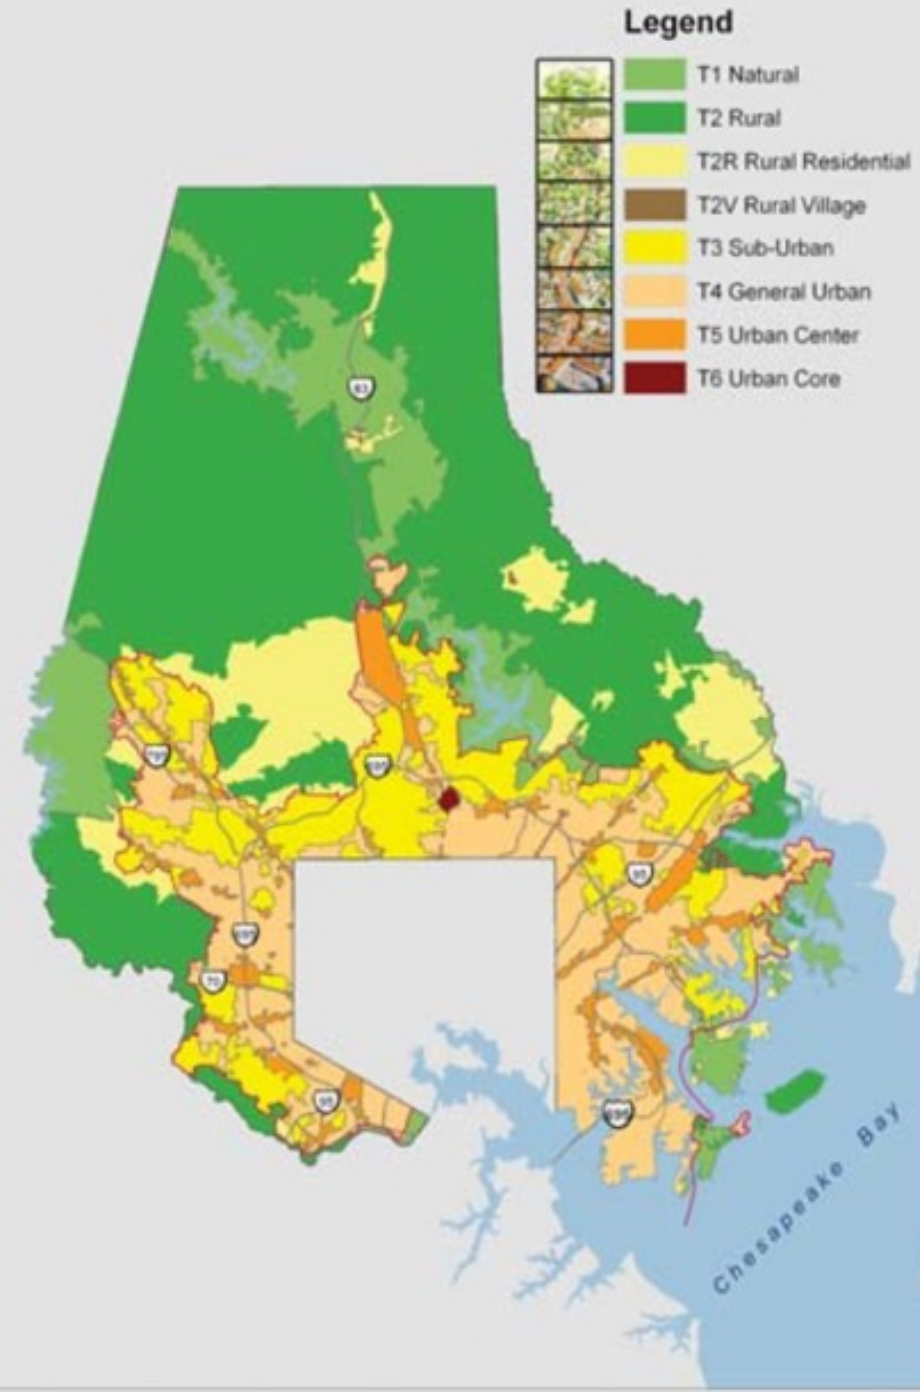 Legend
T1 Natural
T2 Rural
T2R Rural Residential
T2V Rural Village
T3 Sub-Urban
T4 General Urban
T5 Urban Center
T6 Urban Core
83
795
695
95
695
70
95
695
Chesapeake Bay